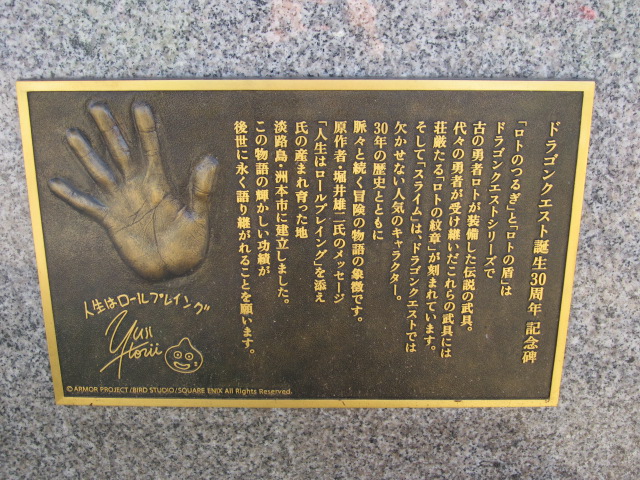 ドラゴンクエスト誕生30周年 記念碑
「ロトのつるぎ」と「ロトの盾」は
ドラゴンクエストシリーズで
古の勇者ロトが装備した伝説の武具。
代々の勇者が受け継いだこれらの武具には
荘厳たる「ロトの紋章」が刻まれています。
そして「スライム」は、ドラゴンクエストでは
欠かせない人気のキャラクター。
30年の歴史とともに
脈々と続く冒険の物語の象徴です。
原作者・堀井雄二氏のメッセージ
「人生はロールプレイング」を添え
氏の産まれ育った地
淡路島・洲本市に建立しました。
この物語の輝かしい功績が
後世に永く語り継がれることを願います。
人生はロールプレイング
YUJI
Horii
© ARMOR PROJECT/BIRD STUDIO/SQUARE ENIX All Rights Reserved.